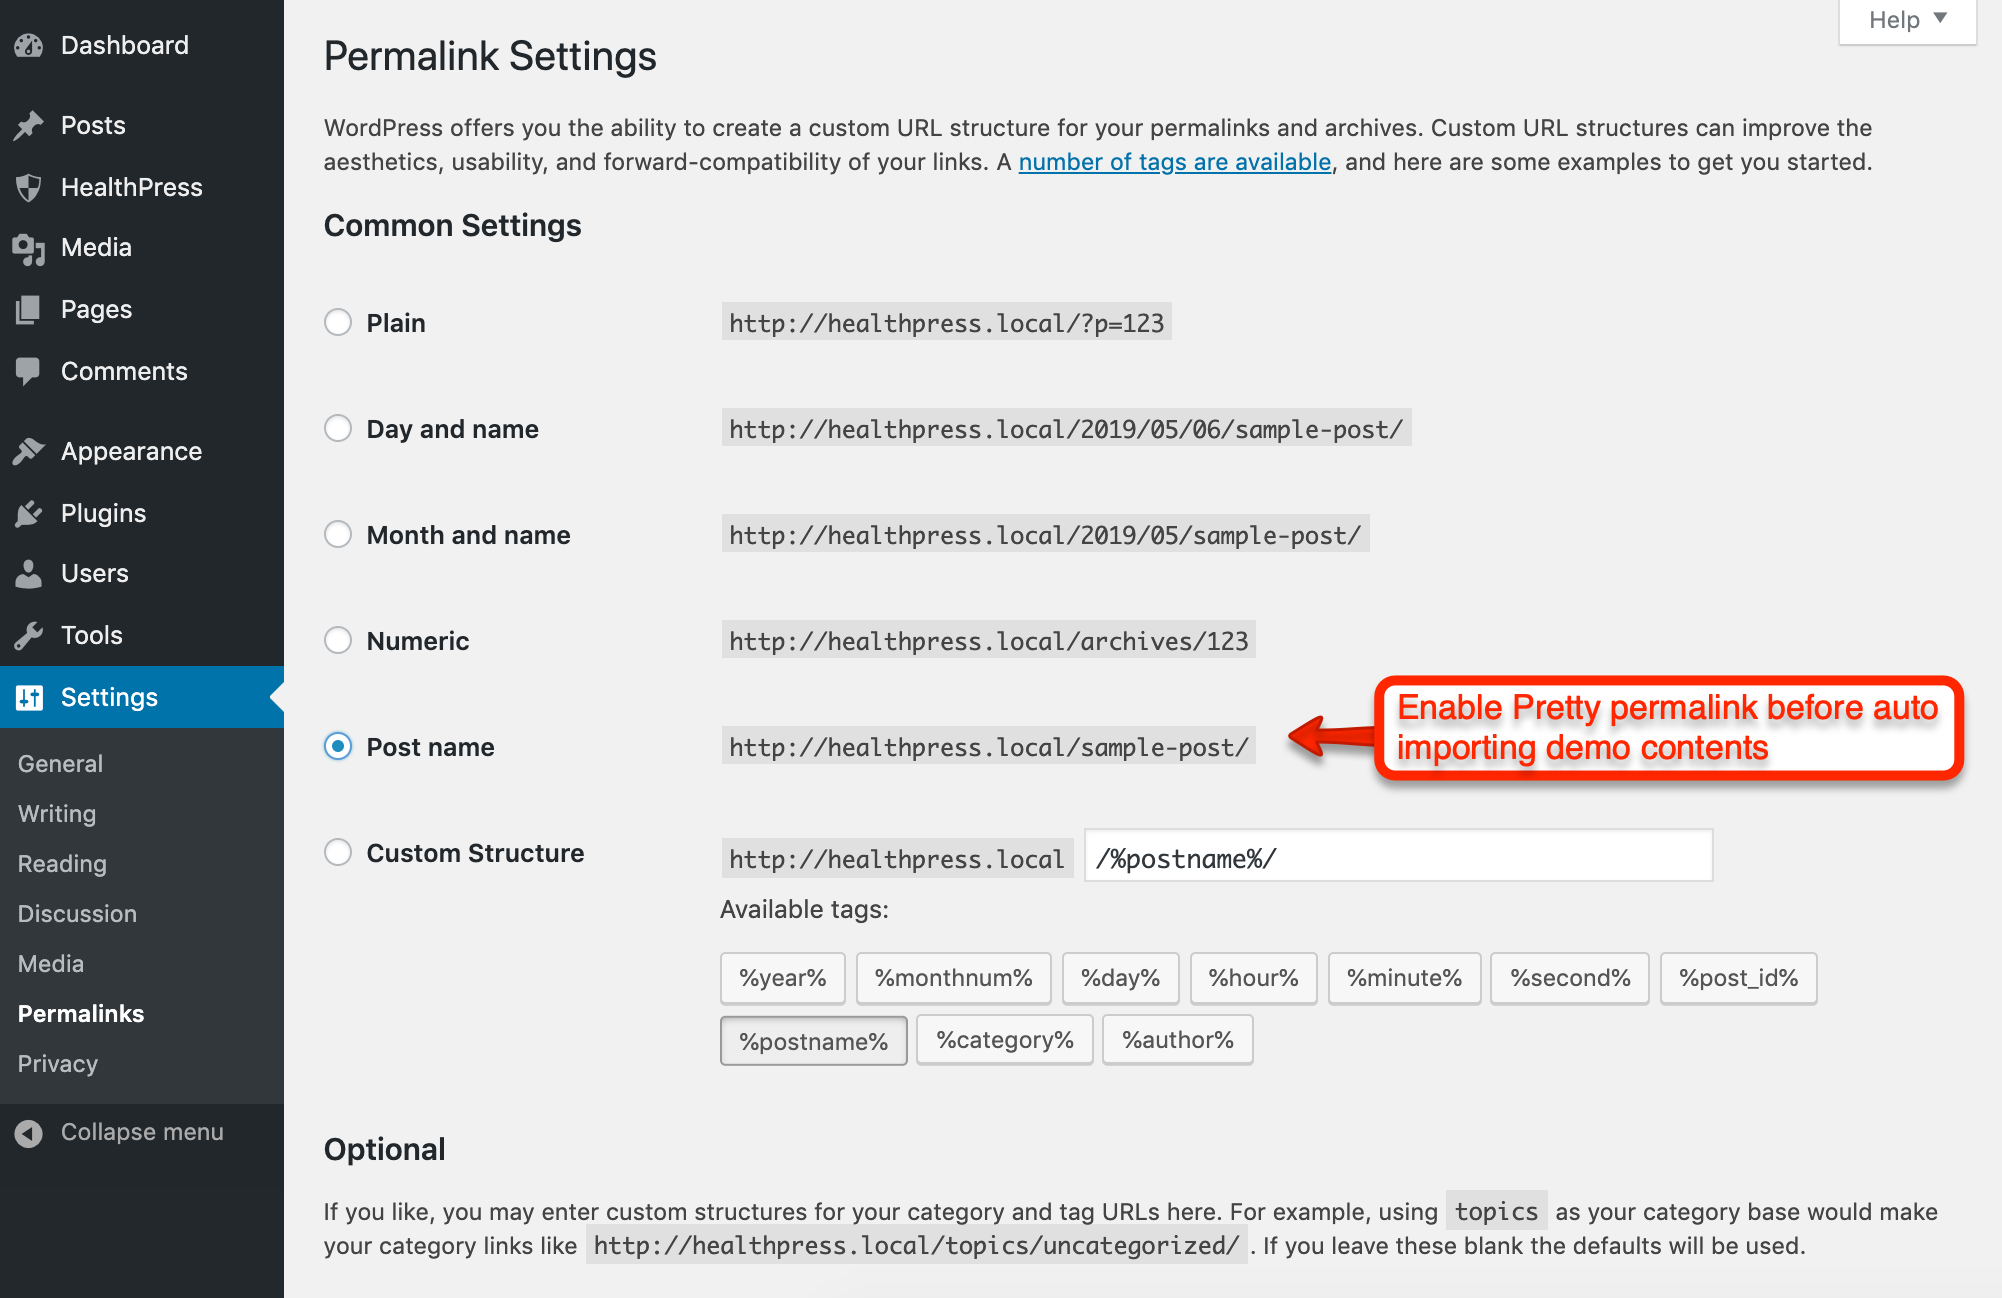 Dashboard
Posts
HealthPress
Media
Pages
Comments
Appearance
Plugins
Users
Tools
Settings
General
Writing
Reading
Discussion
Media
Permalinks
Privacy
Collapse menu
Help
Permalink Settings
WordPress offers you the ability to create a custom URL structure for your permalinks and archives. Custom URL structures can improve the
aesthetics, usability, and forward-compatibility of your links. A number of tags are available, and here are some examples to get you started.
Common Settings
Plain http://healthpress.local/?p=123
Day and name http://healthpress.local/2019/05/06/sample-post/
Month and name http://healthpress.local/2019/05/sample-post/
Numeric http://healthpress.local/archives/123
Post name http://healthpress.local/sample-post/
Enable Pretty permalink before auto
importing demo contents
Custom Structure http://healthpress.local /%postname%/
Available tags:
%year% %monthnum% %day% %hour% %minute% %second% %post_id%
%postname% %category% %author%
Optional
If you like, you may enter custom structures for your category and tag URLs here. For example, using topics as your category base would make
your category links like http://healthpress.local/topics/uncategorized/ . If you leave these blank the defaults will be used.